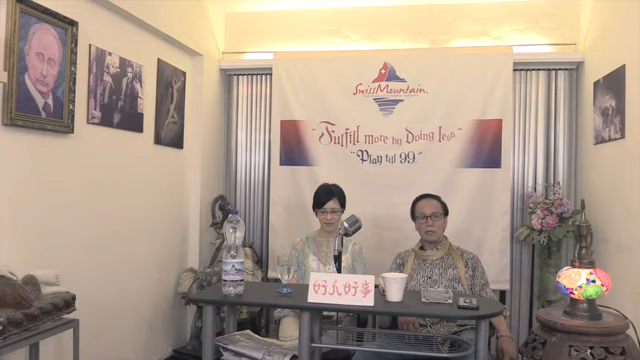 SwissMountain
"Fulfill more by Doing less"
"Play till 99."
好人好事